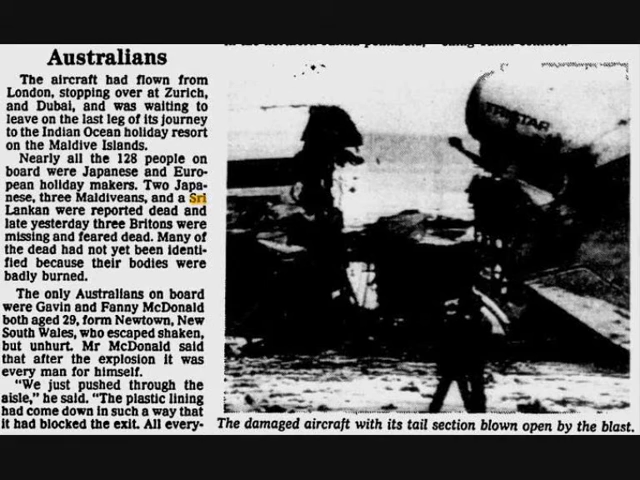 Australians
The aircraft had flown from
London, stopping over at Zurich,
and Dubai, and was waiting to
leave on the last leg of its journey
to the Indian Ocean holiday resort
on the Maldive Islands.
Nearly all the 128 people on
board were Japanese and Euro-
pean holiday makers. Two Japa-
nese, three Maldiveans, and a Sri
Lankan were reported dead and
late yesterday three Britons were
missing and feared dead. Many of
the dead had not yet been identi-
fied because their bodies were
badly burned.
The only Australians on board
were Gavin and Fanny McDonald
both aged 29, form Newtown, New
South Wales, who escaped shaken,
but unhurt. Mr McDonald said
that after the explosion it was
every man for himself.
"We just pushed through the
aisle," he said. "The plastic lining
had come down in such a way that
it had blocked the exit. All every-
TRISTAR
The damaged aircraft with its tail section blown open by the blast.